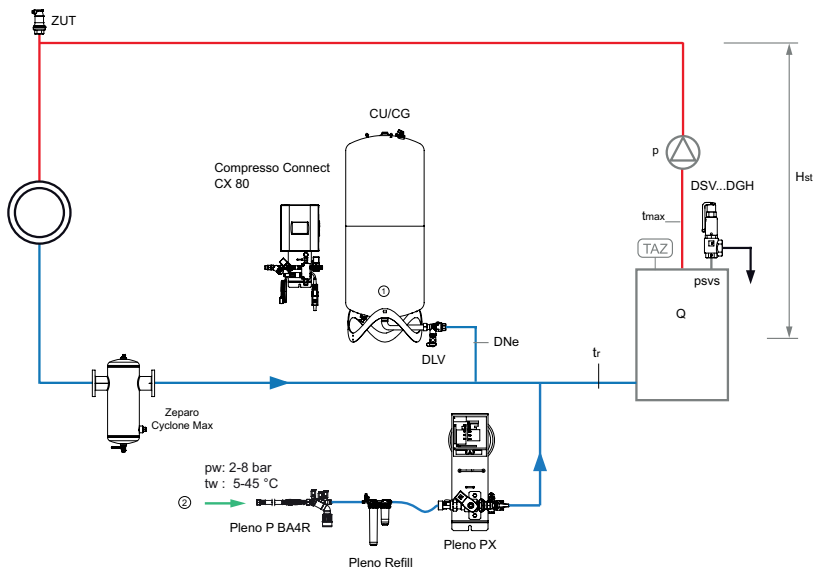 ZUT
CU/CG
Compresso Connect
CX 80
p
Hst
DSV...DGH
tmax
TAZ
psvs
Q
1
DNe
DLV
tr
Zeparo
Cyclone Max
pw: 2-8 bar
tw : 5-45 °C
2
Pleno P BA4R
Pleno Refill
Pleno PX